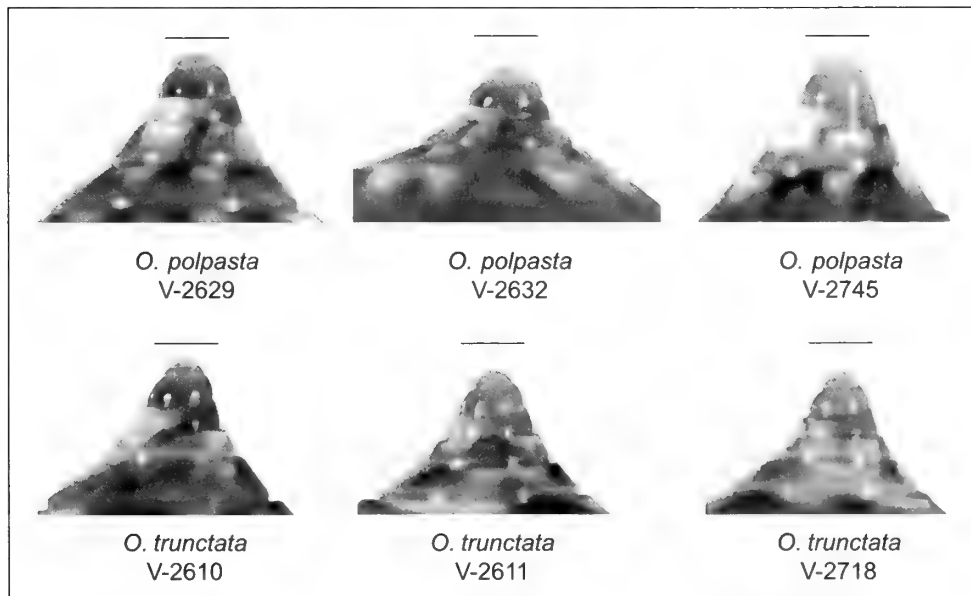 O. polpasta
V-2629
O. polpasta
V-2632
O. polpasta
V-2745
O. trunctata
V-2610
O. trunctata
V-2611
O. trunctata
V-2718